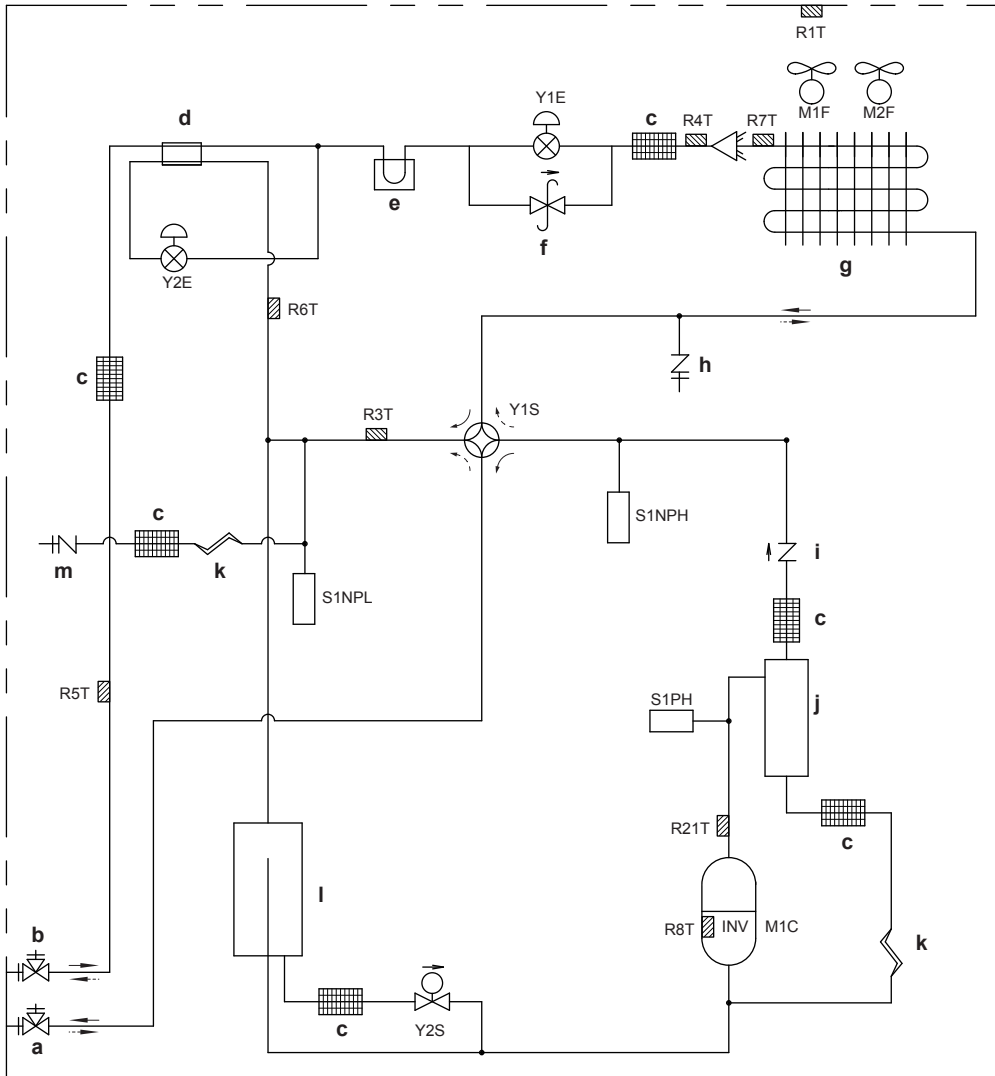 R1T
M1F M2F
Y1E
d
c
R4T R7T
e
f
g
Y2E
R6T
h
c
R3T
Y1S
c
S1NPH
m
k
i
S1NPL
c
R5T
S1PH
j
R21T
c
l
R8T INV M1C
b
k
c
Y2S
a